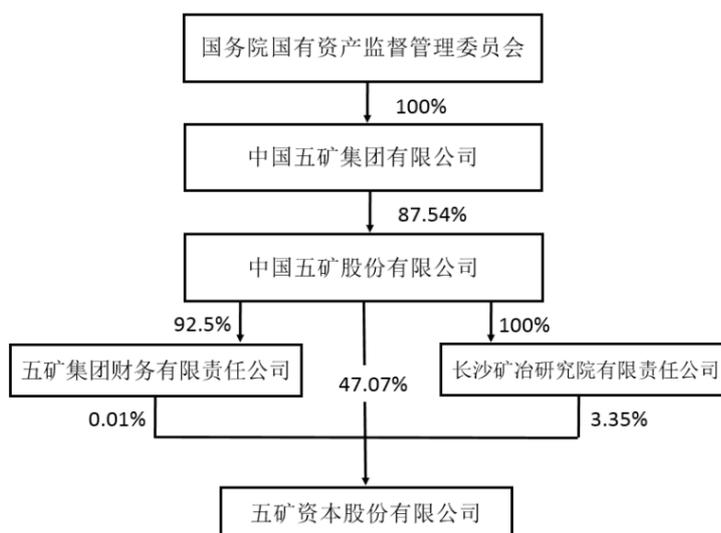 国务院国有资产监督管理委员会
100%
中国五矿集团有限公司
87.54%
中国五矿股份有限公司
92.5%
100%
五矿集团财务有限责任公司
47.07%
长沙矿冶研究院有限责任公司
0.01%
3.35%
五矿资本股份有限公司